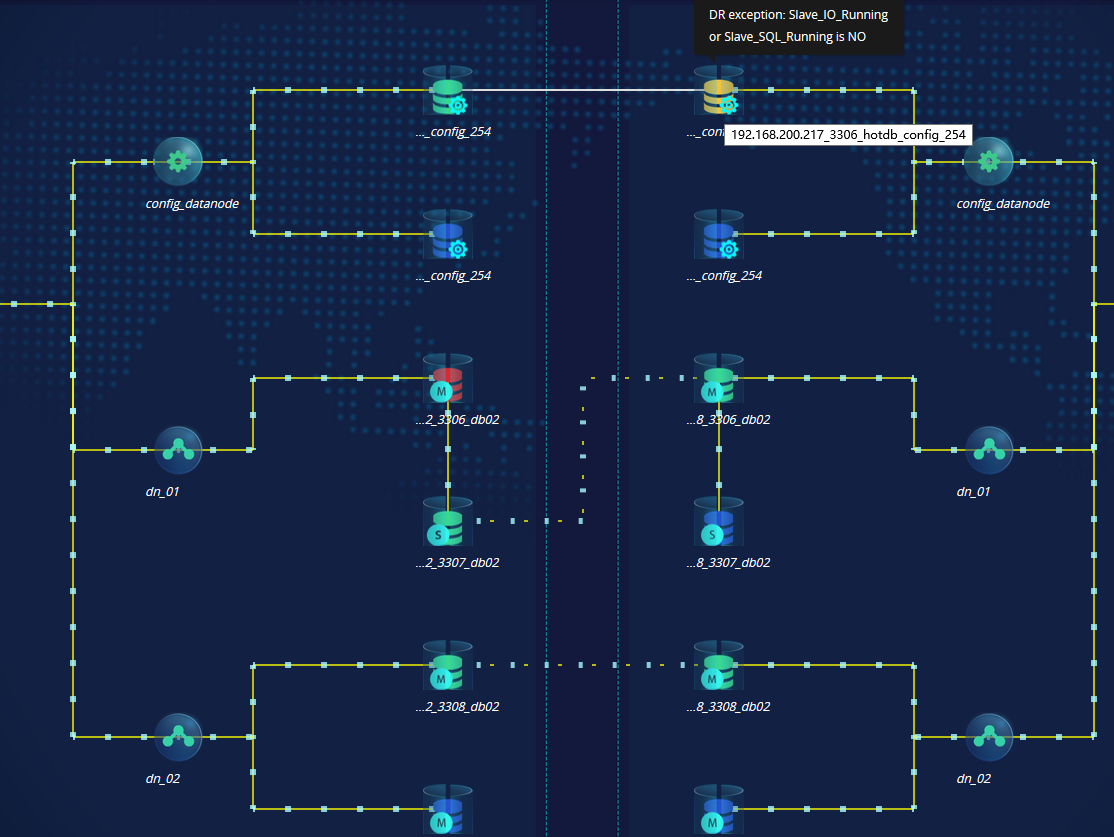 DR exception: Slave_IO_Running
or Slave_SQL_Running is NO
..._config_254
..._conf
192.168.200.217_3306_hotdb_config_254
config_datanode
config_datanode
..._config_254
..._config_254
M
M
...2_3306_db02
...8_3306_db02
dn_01
dn_01
S
S
...2_3307_db02
...8_3307_db02
M
M
...2_3308_db02
...8_3308_db02
dn_02
dn_02
M
M